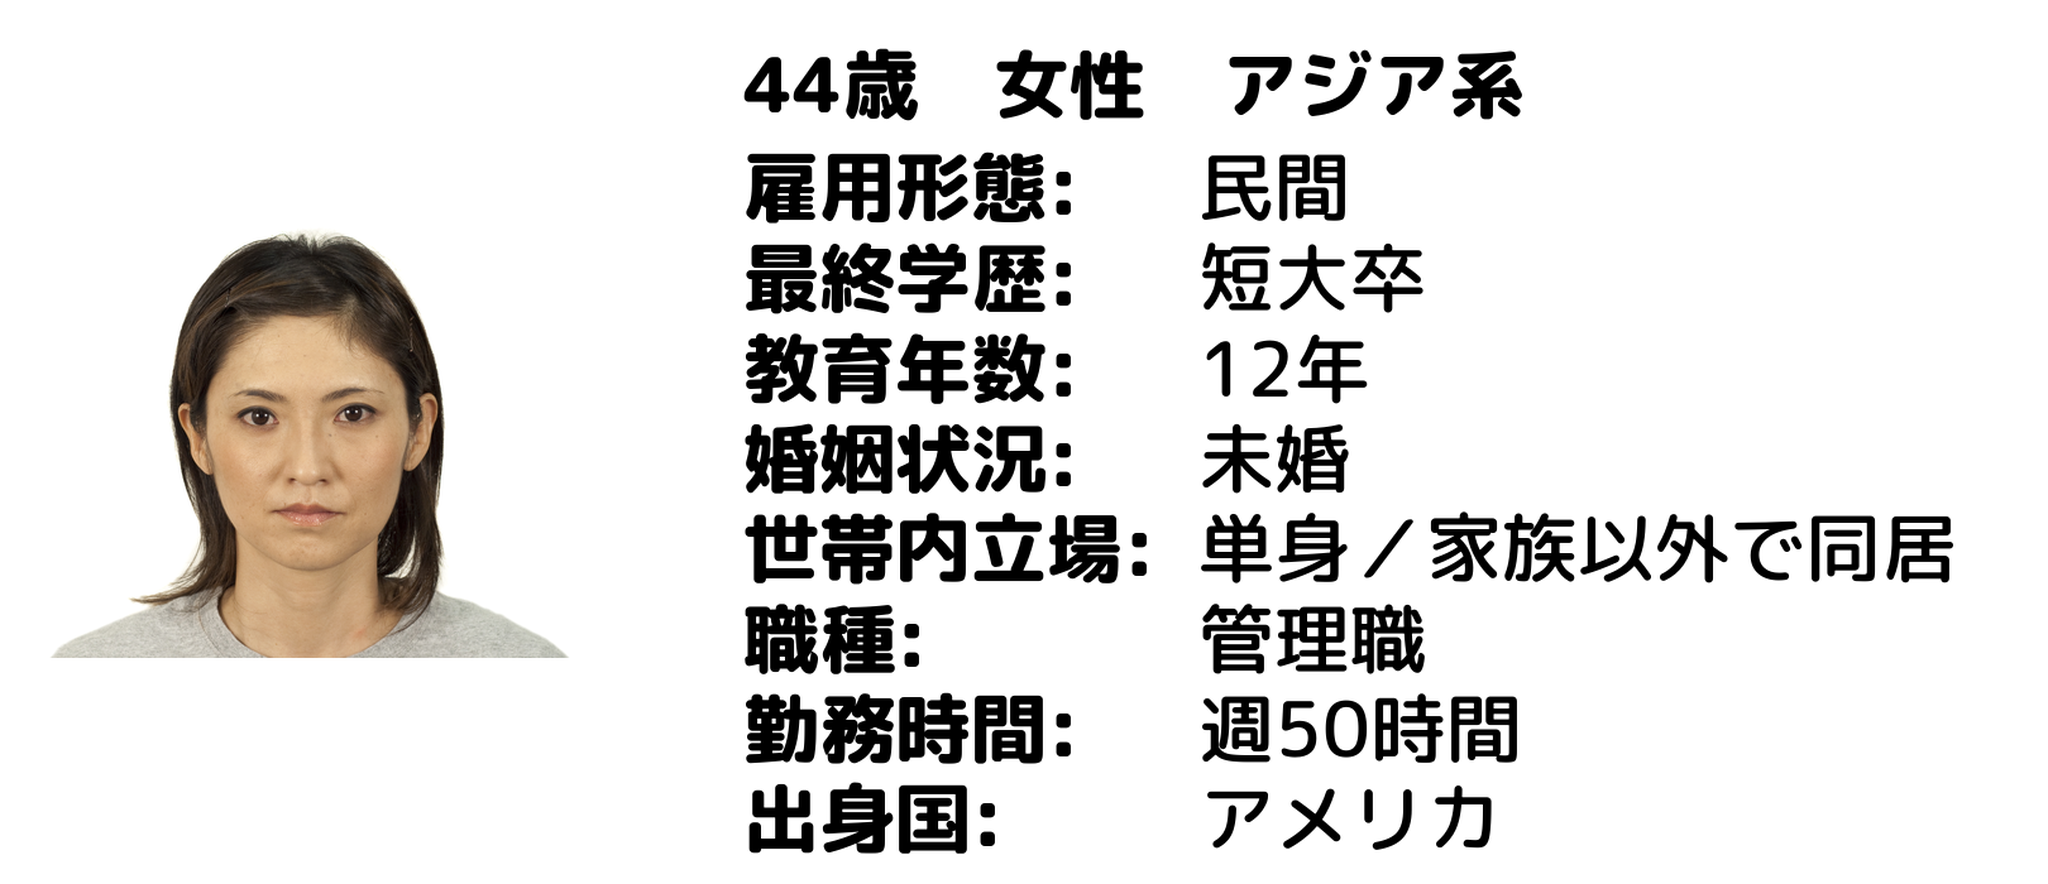 44歳　女性　アジア系
雇用形態:　民間
最終学歴:　短大卒
教育年数:　12年
婚姻状況:　未婚
世帯内立場:　単身／家族以外で同居
職種:　管理職
勤務時間:　週50時間
出身国:　アメリカ